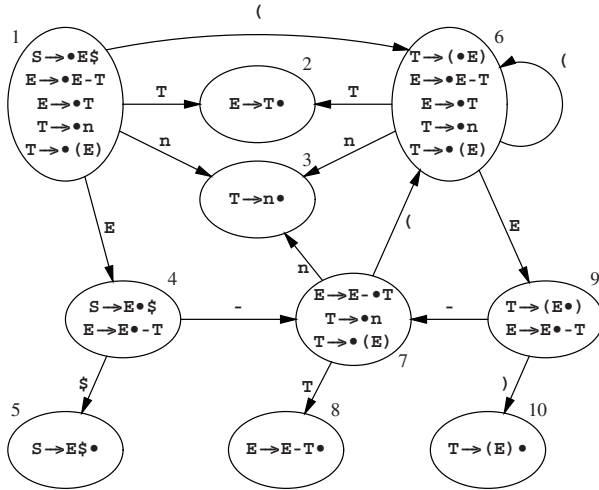 (
1
S→•E$
E→•E-T
E→•T
T→•n
T→•(E)
6
T→(•E)
E→•E-T
E→•T
T→•n
T→•(E)
(
2
T
E→T•
T
n
n
3
T→n•
E
(
E
n
4
S→E•$
E→E•-T
-
E→E-•T
T→•n
T→•(E)
7
-
9
T→(E•)
E→E•-T
$
T
)
5
S→E$•
8
E→E-T•
10
T→(E)•